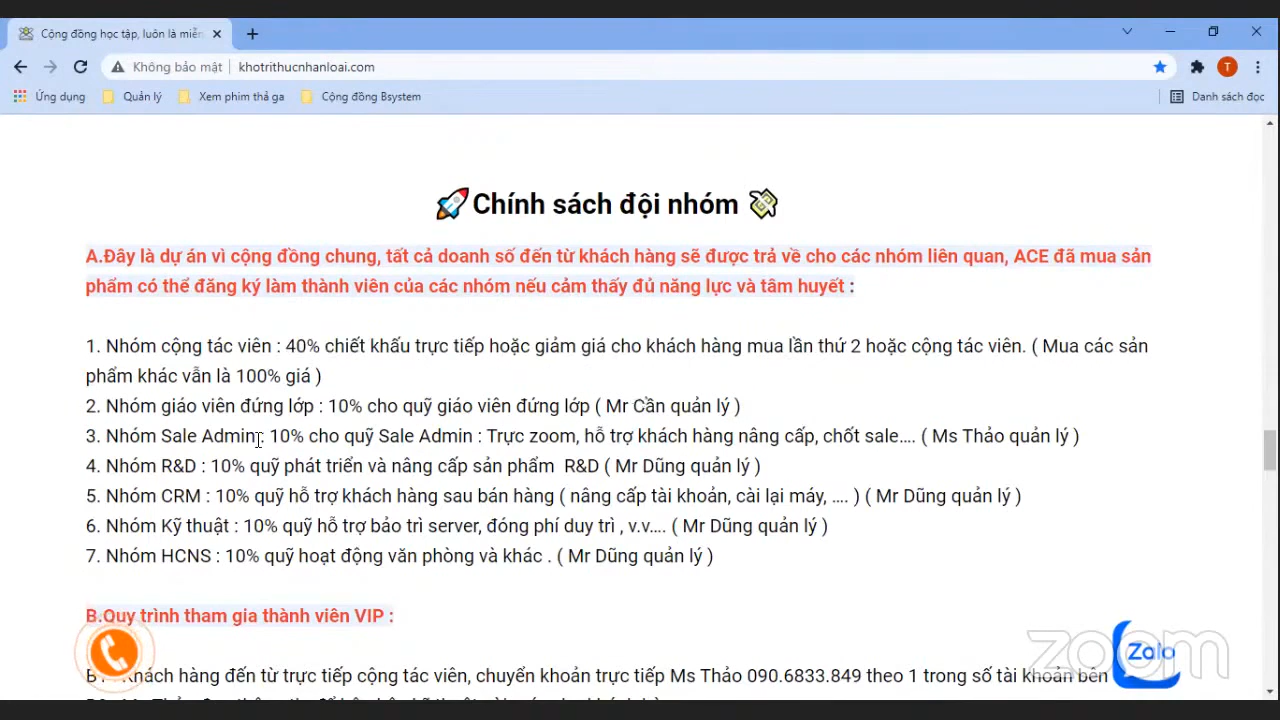 Cộng đồng học tập, luôn là miễn
Không bảo mật khotrithucnhanloai.com
Ứng dụng Quản lý Xem phim thả ga Cộng đồng Bsystem Danh sách đọc
T
Chính sách đội nhóm
A.Đây là dự án vì cộng đồng chung, tất cả doanh số đến từ khách hàng sẽ được trả về cho các nhóm liên quan, ACE đã mua sản
phẩm có thể đăng ký làm thành viên của các nhóm nếu cảm thấy đủ năng lực và tâm huyết :
1. Nhóm cộng tác viên : 40% chiết khấu trực tiếp hoặc giảm giá cho khách hàng mua lần thứ 2 hoặc cộng tác viên. ( Mua các sản
phẩm khác vẫn là 100% giá )
2. Nhóm giáo viên đứng lớp : 10% cho quỹ giáo viên đứng lớp ( Mr Cần quản lý )
3. Nhóm Sale Admin : 10% cho quỹ Sale Admin : Trực zoom, hỗ trợ khách hàng nâng cấp, chốt sale.... ( Ms Thảo quản lý )
4. Nhóm R&D : 10% quỹ phát triển và nâng cấp sản phẩm R&D ( Mr Dũng quản lý )
5. Nhóm CRM : 10% quỹ hỗ trợ khách hàng sau bán hàng ( nâng cấp tài khoản, cài lại máy, .... ) ( Mr Dũng quản lý )
6. Nhóm Kỹ thuật : 10% quỹ hỗ trợ bảo trì server, đóng phí duy trì , v.v.... ( Mr Dũng quản lý )
7. Nhóm HCNS : 10% quỹ hoạt động văn phòng và khác . ( Mr Dũng quản lý )
B.Quy trình tham gia thành viên VIP :
khách hàng đến từ trực tiếp cộng tác viên, chuyển khoản trực tiếp Ms Thảo 090.6833.849 theo 1 trong số tài khoản bên
zoom
Zalo